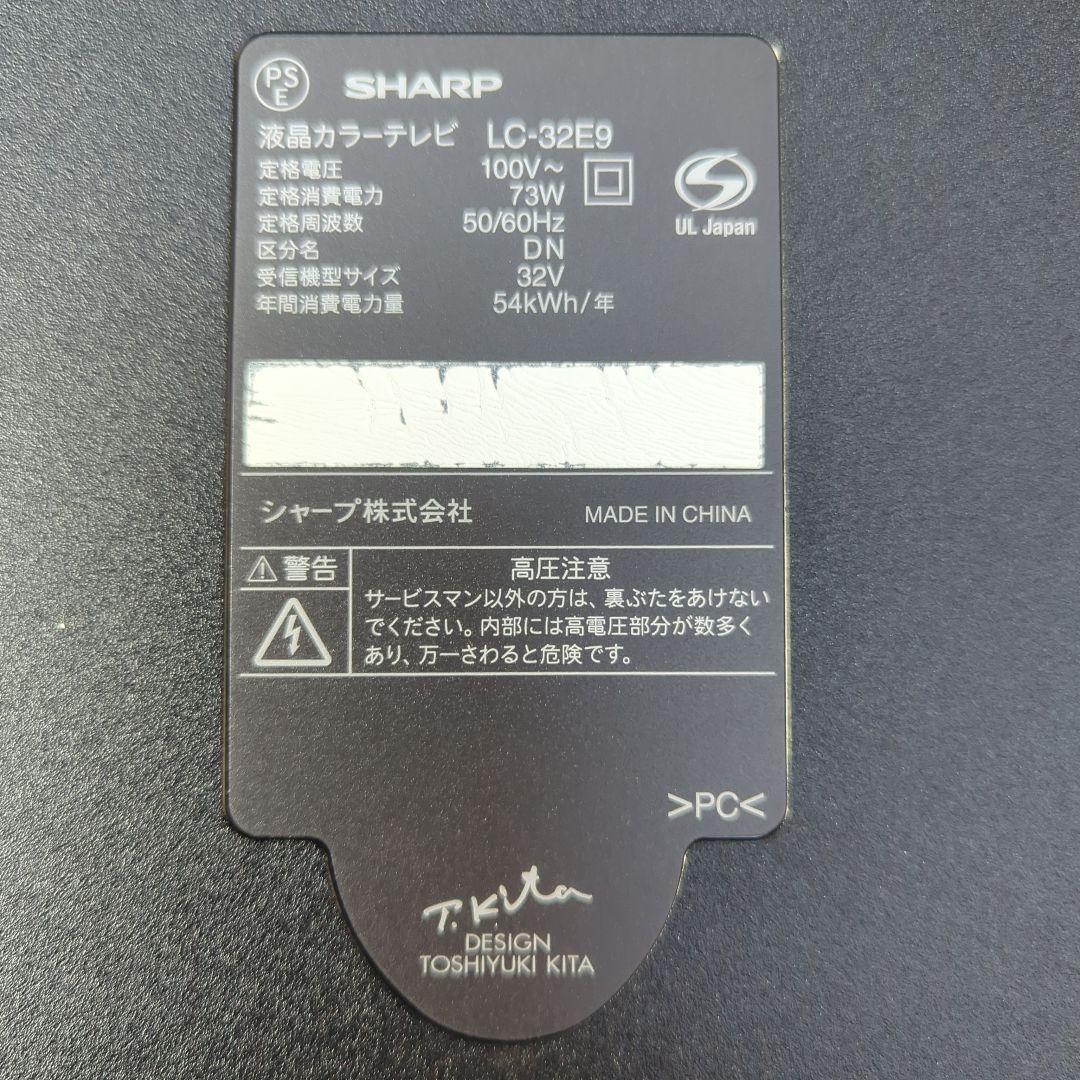 PSE SHARP
液晶カラーテレビ LC-32E9
定格電圧 100V～
定格消費電力 73W
定格周波数 50/60Hz
区分名 DN
受信機型サイズ 32V
年間消費電力量 54kWh/年
UL Japan
シャープ株式会社 MADE IN CHINA
⚠警告
高圧注意
サービスマン以外の方は、裏ぶたをあけない
でください。内部には高電圧部分が数多く
あり、万一さわると危険です。
>PC<
T.Kita
DESIGN
TOSHIYUKI KITA